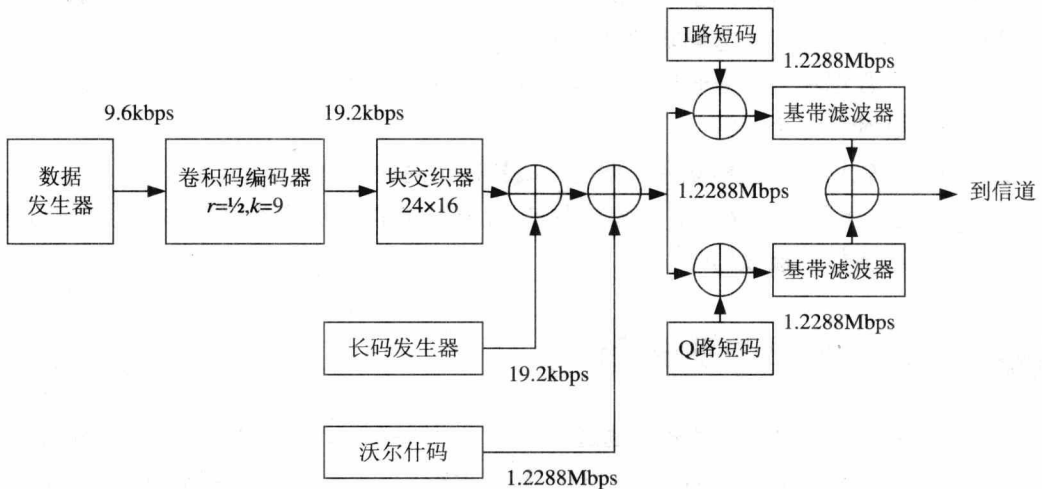 I路短码
1.2288Mbps
9.6kbps
19.2kbps
基带滤波器
数据
发生器
卷积码编码器
r=½,k=9
块交织器
24×16
1.2288Mbps
到信道
基带滤波器
长码发生器
19.2kbps
Q路短码
1.2288Mbps
沃尔什码
1.2288Mbps